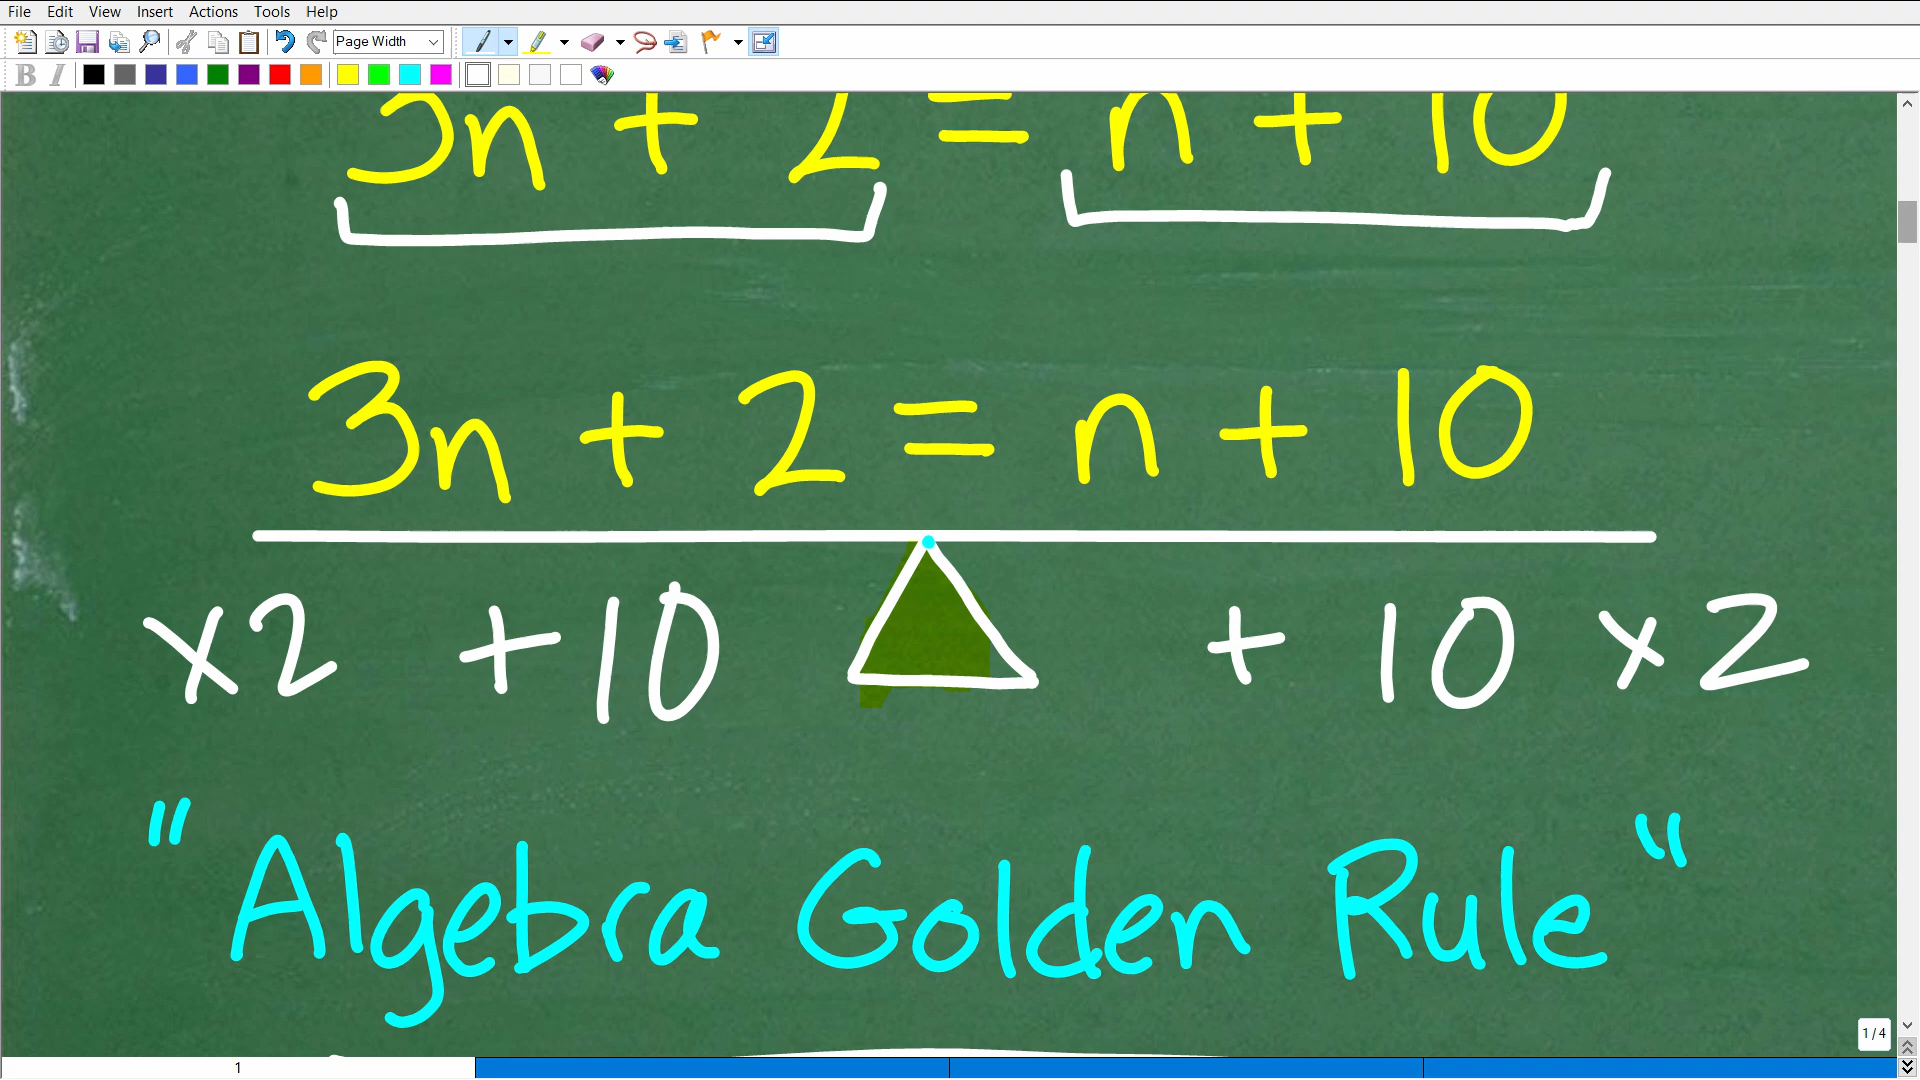 File Edit View Insert Actions Tools Help
Page Width
B I
3n + 2 = n + 10
3n + 2 = n + 10
x2 +10 + 10 x2
"Algebra Golden Rule"
1 / 4
1